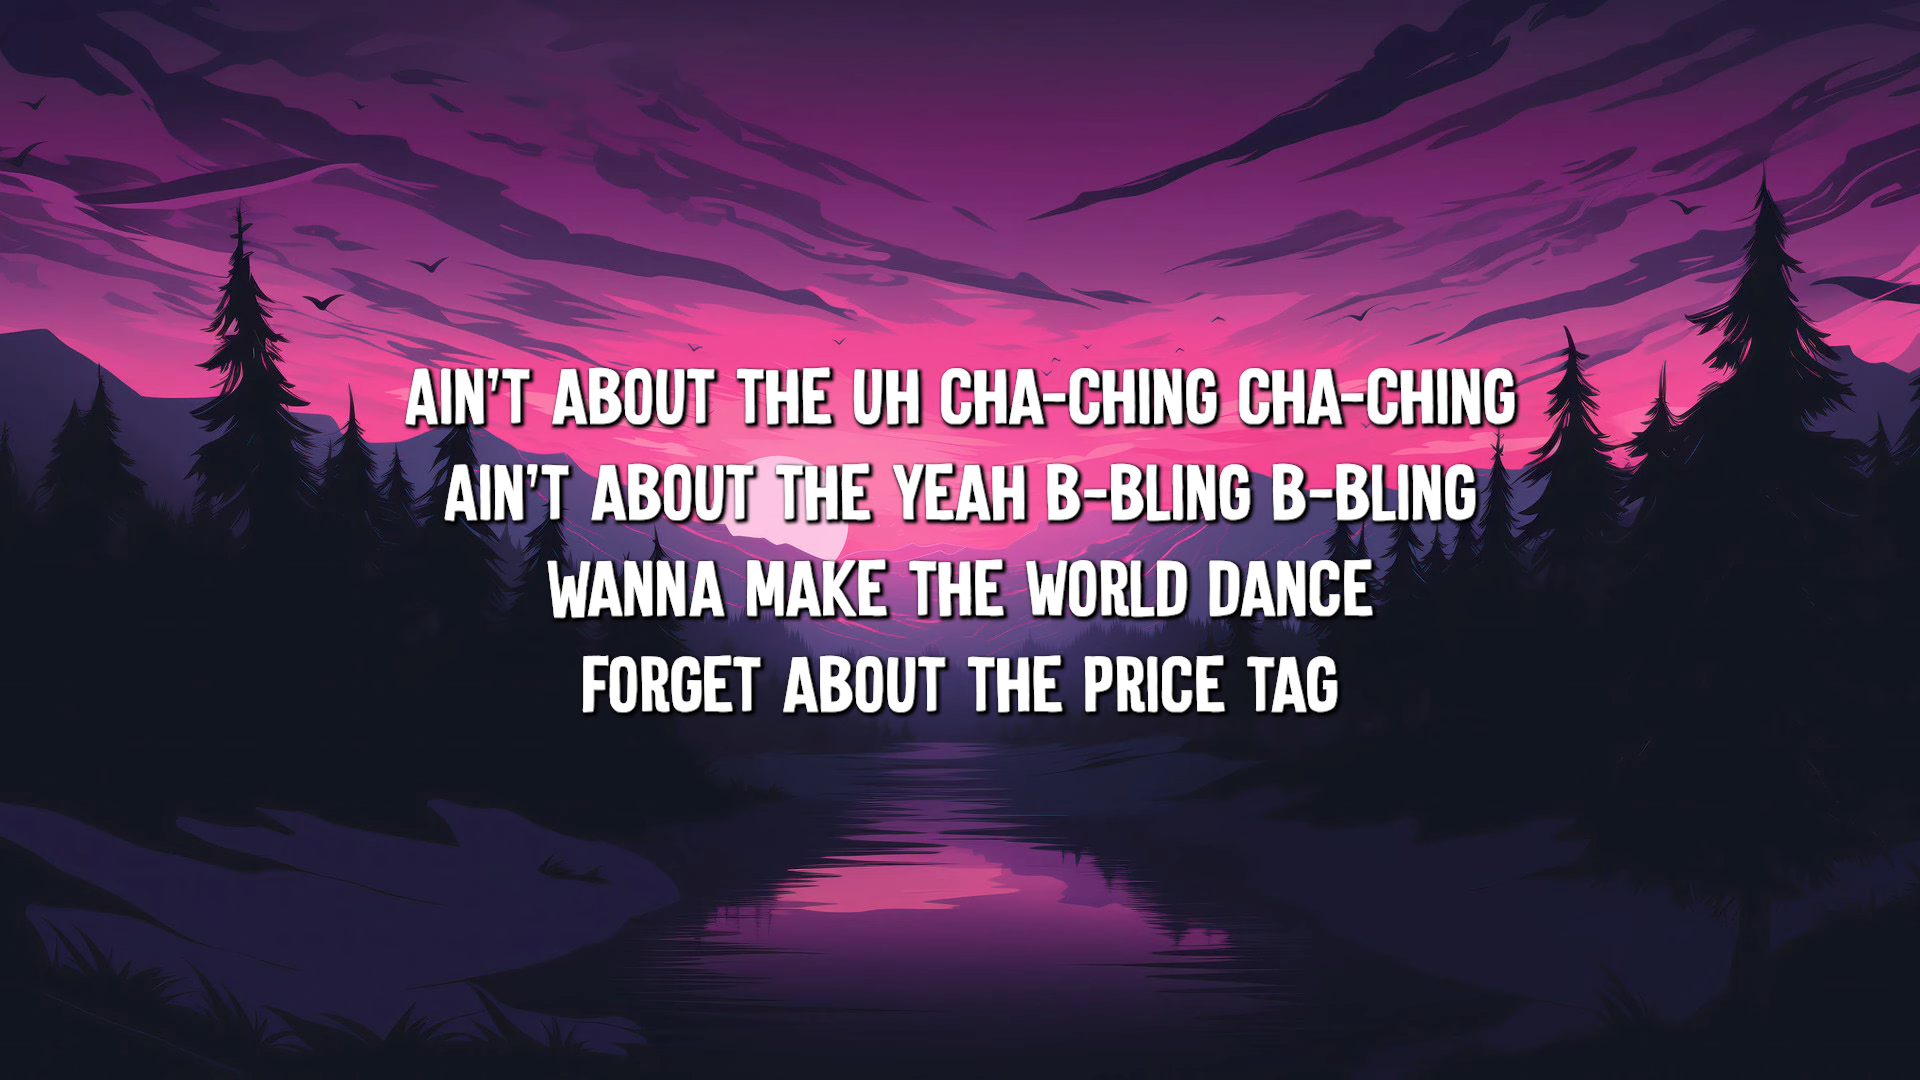 AIN'T ABOUT THE UH CHA-CHING CHA-CHING
AIN'T ABOUT THE YEAH B-BLING B-BLING
WANNA MAKE THE WORLD DANCE
FORGET ABOUT THE PRICE TAG